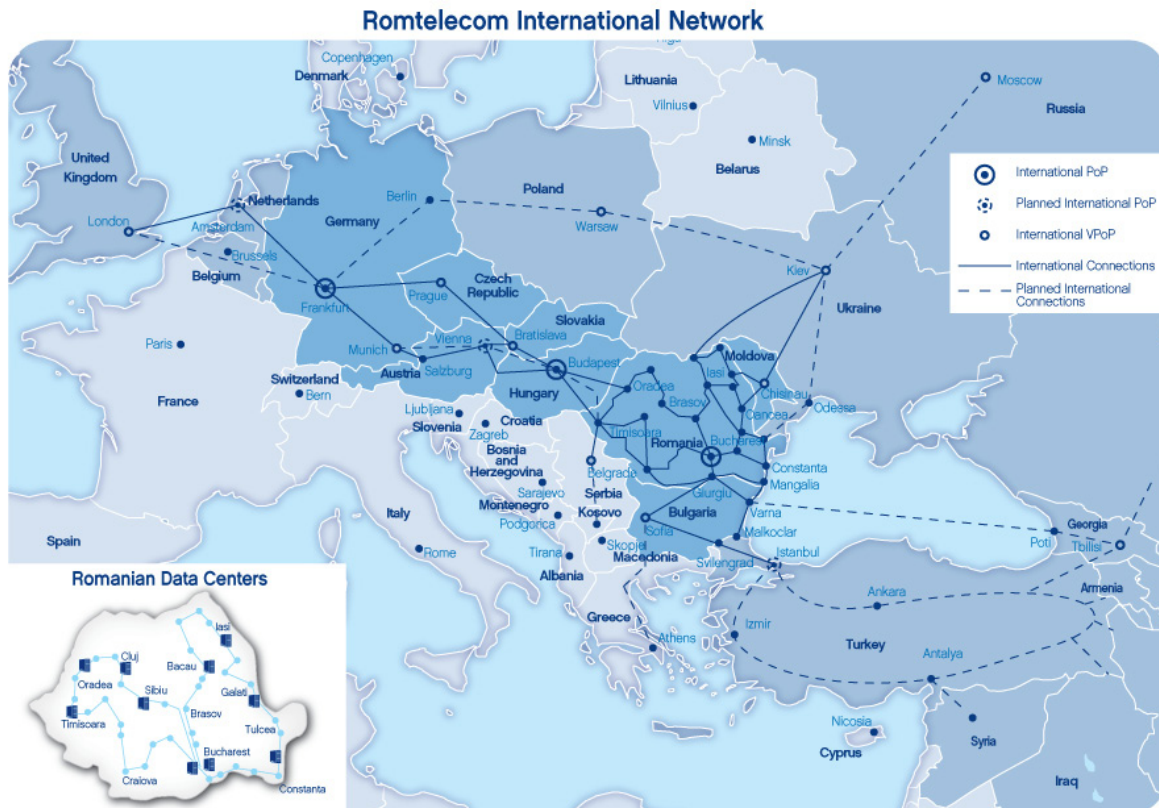 Romtelecom International Network
Copenhagen
Denmark
Lithuania
Vilnius
Moscow
Russia
Minsk
Belarus
United
Kingdom
London
Netherlands
Amsterdam
Berlin
Germany
Poland
Warsaw
International PoP
Planned International PoP
International VPoP
International Connections
Planned International
Connections
Brussels
Belgium
Frankfurt
Prague
Czech
Republic
Kiev
Ukraine
Slovakia
Paris
Munich
Vienna
Bratislava
Budapest
Moldova
Iasi
Salzburg
Austria
Switzerland
Bern
France
Hungary
Oradea
Brasov
Chisinau
Oancea
Odessa
Ljubljana
Slovenia
Croatia
Zagreb
Timisoara
Romania
Bucharest
Bosnia
and
Herzegovina
Belgrade
Constanta
Mangalia
Sarajevo
Serbia
Giurgiu
Montenegro
Kosovo
Bulgaria
Varna
Podgorica
Italy
Sofia
Malkoclar
Georgia
Spain
Rome
Tirana
Skopje
Macedonia
Svilengrad
Istanbul
Poti
Tbilisi
Albania
Armenia
Ankara
Greece
Izmir
Athens
Turkey
Antalya
Nicosia
Cyprus
Syria
Iraq
Romanian Data Centers
Iasi
Cluj
Bacau
Oradea
Sibiu
Galati
Timisoara
Brasov
Tulcea
Bucharest
Craiova
Constanta